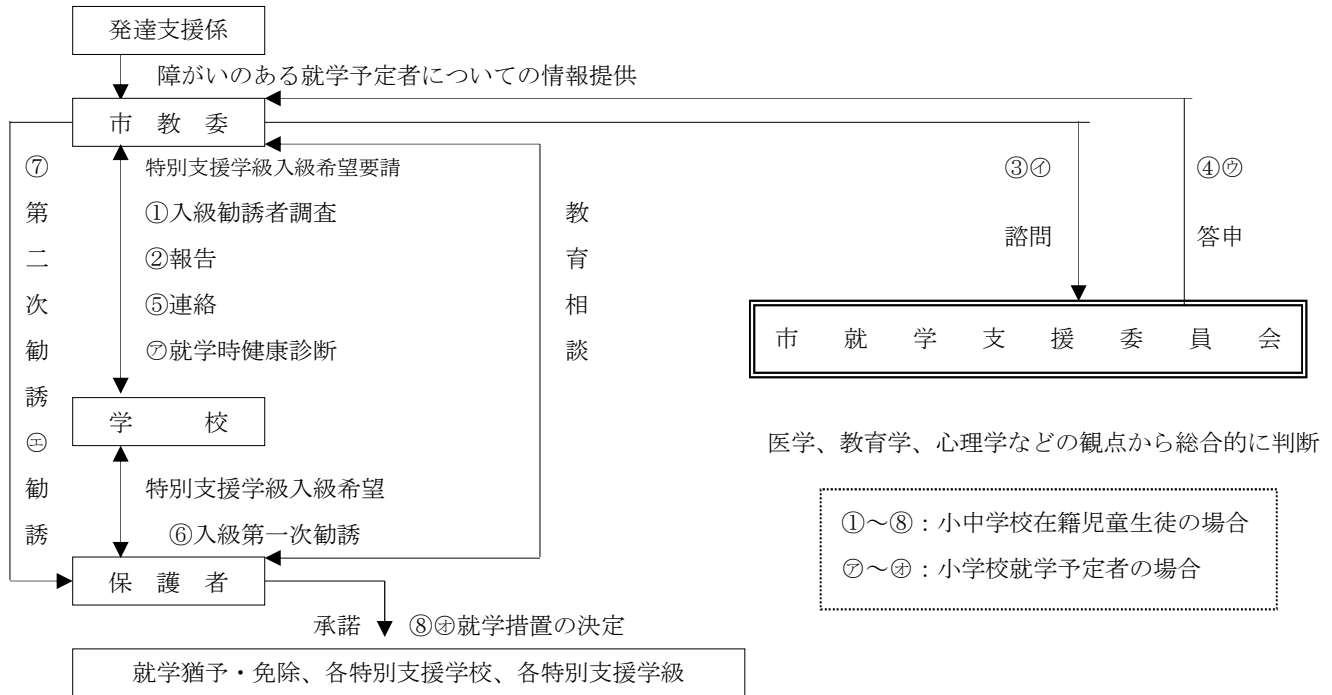 発達支援係
障がいのある就学予定者についての情報提供
市教委
特別支援学級入級希望要請
①入級勧誘者調査
②報告
⑤連絡
㋐就学時健康診断
⑦第二次勧誘㋓勧誘
教育相談
③㋑
諮問
④㋒
答申
市就学支援委員会
学校
医学、教育学、心理学などの観点から総合的に判断
特別支援学級入級希望
⑥入級第一次勧誘
①～⑧：小中学校在籍児童生徒の場合
㋐～㋔：小学校就学予定者の場合
保護者
承諾 ⑧㋔就学措置の決定
就学猶予・免除、各特別支援学校、各特別支援学級